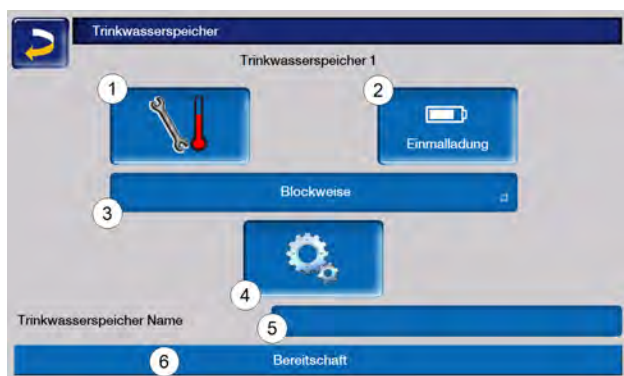 Trinkwasserspeicher
Trinkwasserspeicher 1
1
2
Einmalladung
Blockweise
3
4
Trinkwasserspeicher Name
5
6
Bereitschaft